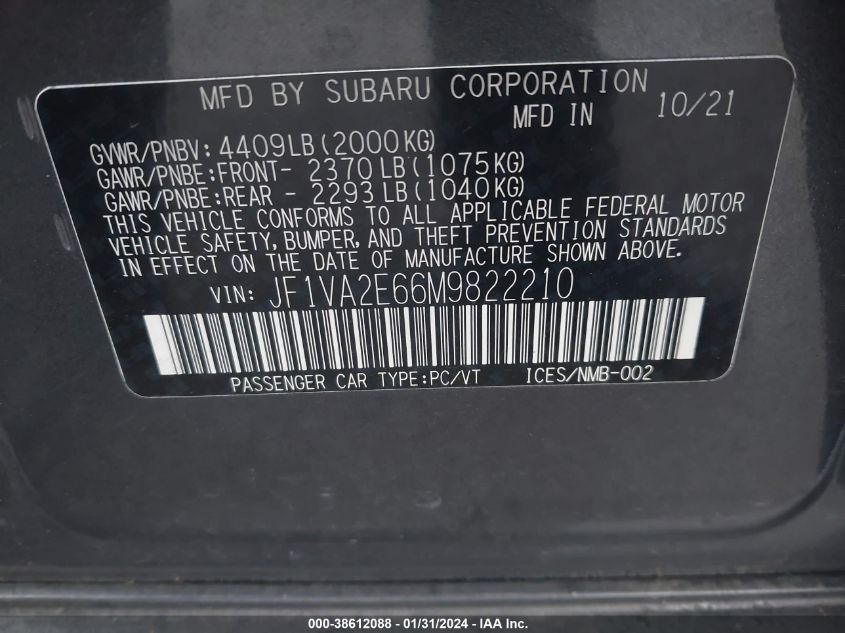 MFD BY SUBARU CORPORATION
MFD IN 10/21
GVWR/PNBV: 4409LB(2000KG)
GAWR/PNBE:FRONT- 2370LB(1075KG)
GAWR/PNBE:REAR - 2293LB(1040KG)
THIS VEHICLE CONFORMS TO ALL APPLICABLE FEDERAL MOTOR
VEHICLE SAFETY, BUMPER, AND THEFT PREVENTION STANDARDS
IN EFFECT ON THE DATE OF MANUFACTURE SHOWN ABOVE.
VIN: JF1VA2E66M9822210
PASSENGER CAR TYPE:PC/VT ICES/NMB-002
000-38612088 - 01/31/2024 - IAA Inc.